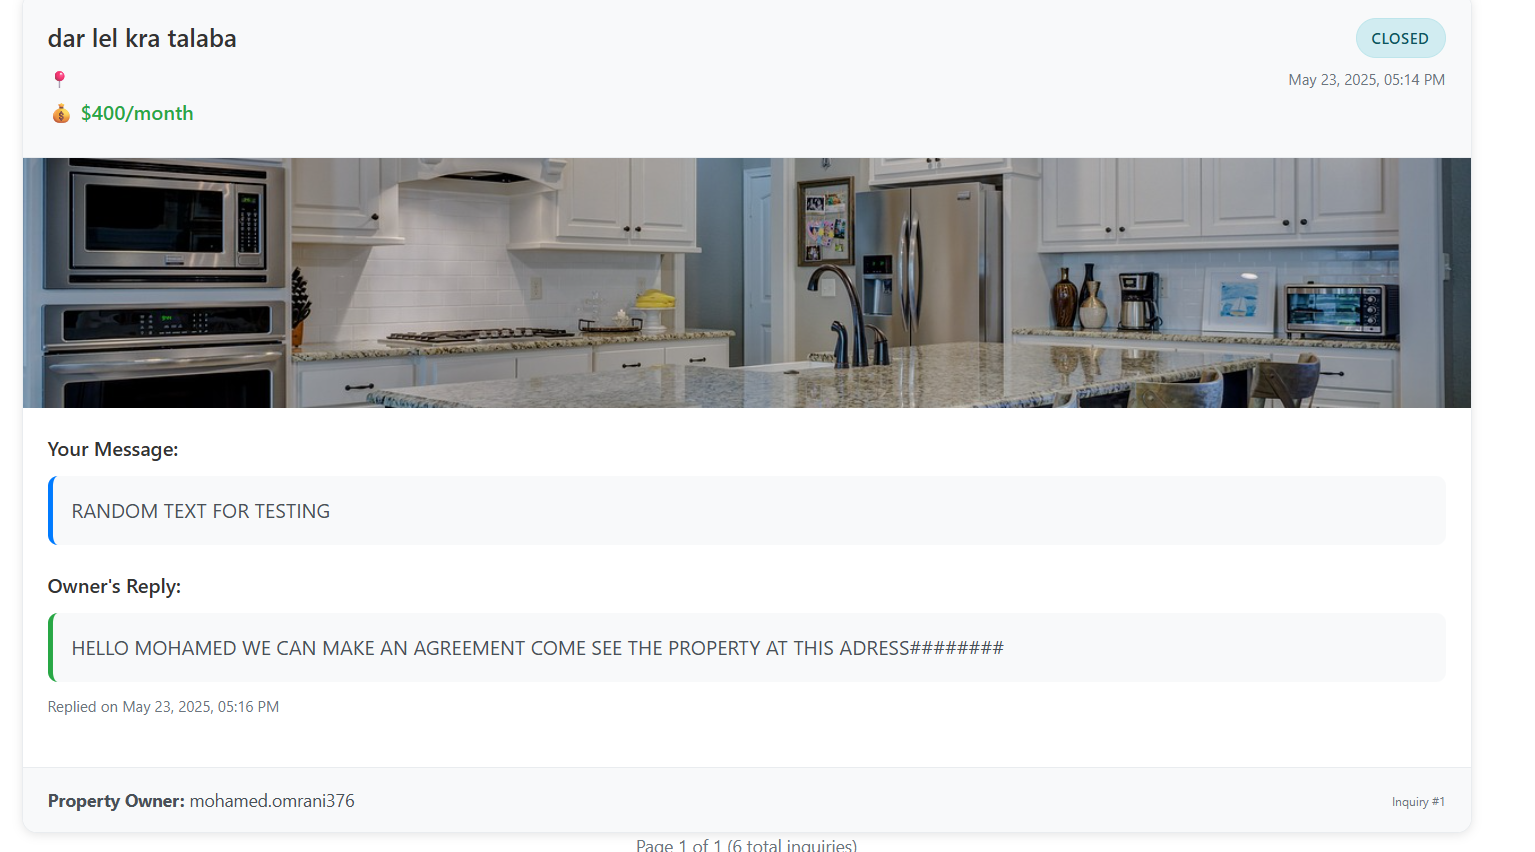 dar lel kra talaba
CLOSED
May 23, 2025, 05:14 PM
$400/month
Your Message:
RANDOM TEXT FOR TESTING
Owner's Reply:
HELLO MOHAMED WE CAN MAKE AN AGREEMENT COME SEE THE PROPERTY AT THIS ADRESS########
Replied on May 23, 2025, 05:16 PM
Property Owner: mohamed.omrani376
Inquiry #1
Page 1 of 1 (6 total inquiries)